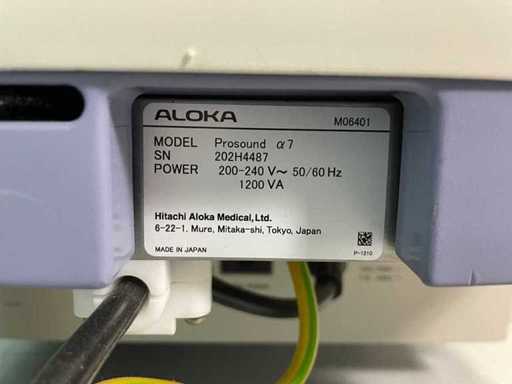 ALOKA
M06401
MODEL Prosound α7
SN 202H4487
POWER 200-240 V～ 50/60 Hz
1200 VA
Hitachi Aloka Medical,Ltd.
6-22-1. Mure, Mitaka-shi, Tokyo, Japan
MADE IN JAPAN
P-1210